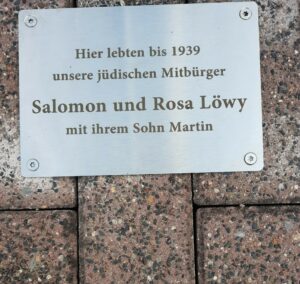 Hier lebten bis 1939
unsere jüdischen Mitbürger
Salomon und Rosa Löwy
mit ihrem Sohn Martin